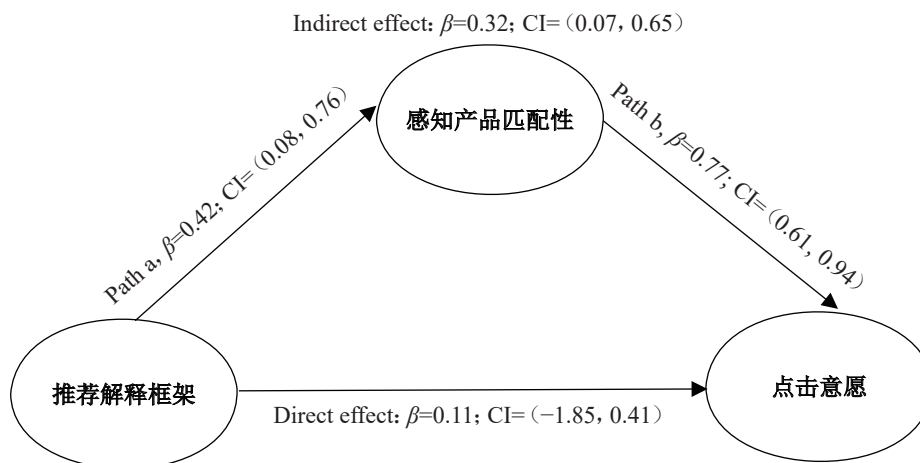 Indirect effect: β=0.32; CI=（0.07, 0.65）
感知产品匹配性
Path a, β=0.42; CI=（0.08, 0.76）
Path b, β=0.77; CI=（0.61, 0.94）
推荐解释框架
点击意愿
Direct effect: β=0.11; CI=（−1.85, 0.41）